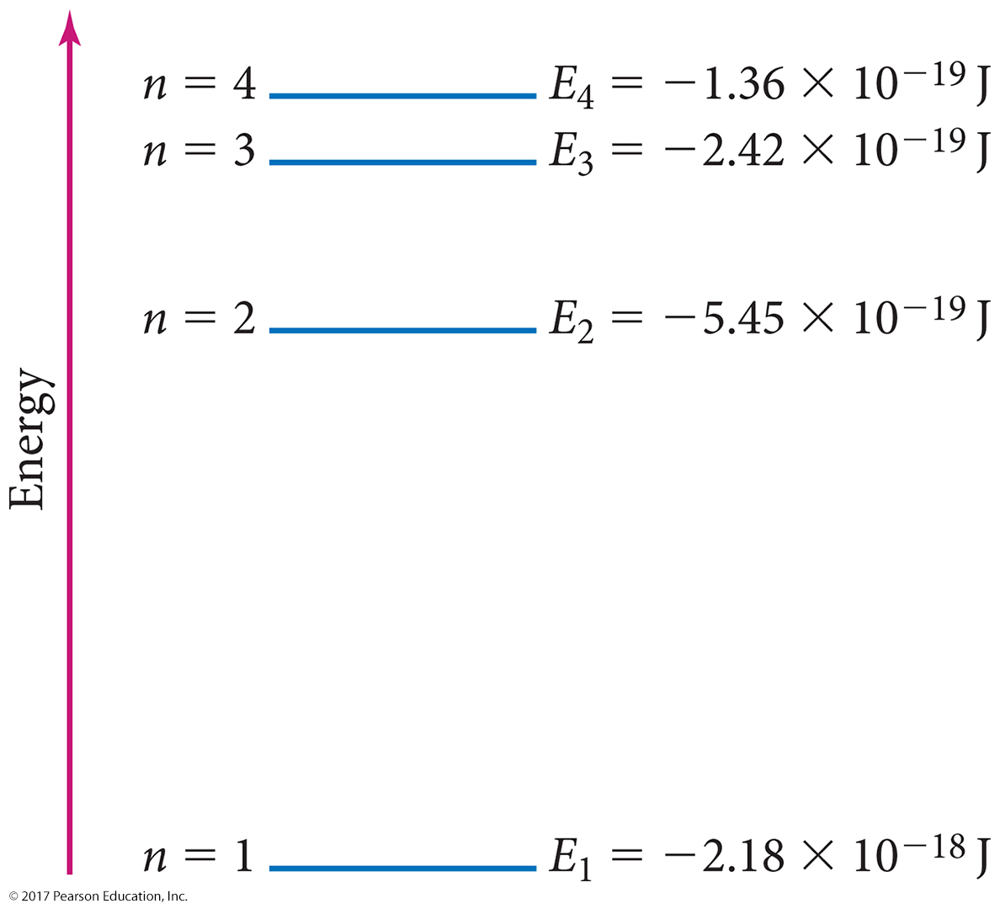 n = 4 E₄ = −1.36 × 10⁻¹⁹ J
n = 3 E₃ = −2.42 × 10⁻¹⁹ J
n = 2 E₂ = −5.45 × 10⁻¹⁹ J
Energy
n = 1 E₁ = −2.18 × 10⁻¹⁸ J
© 2017 Pearson Education, Inc.